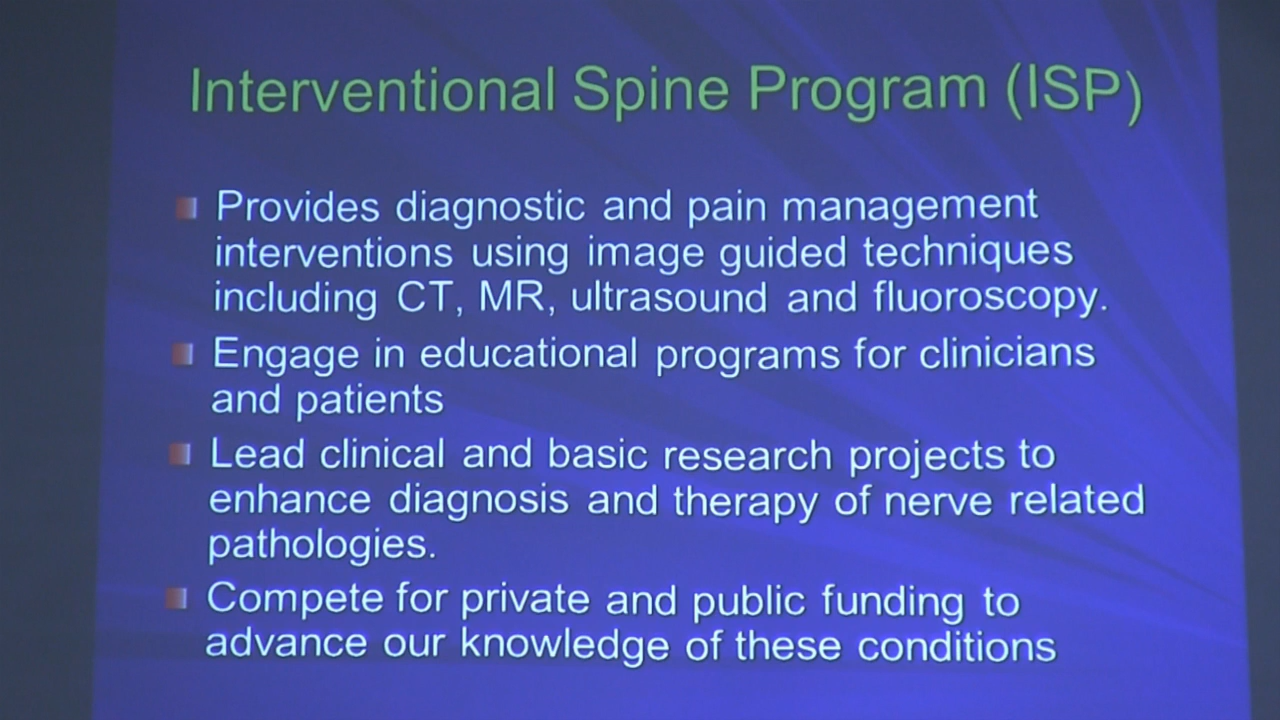 Interventional Spine Program (ISP)
Provides diagnostic and pain management
interventions using image guided techniques
including CT, MR, ultrasound and fluoroscopy.
Engage in educational programs for clinicians
and patients
Lead clinical and basic research projects to
enhance diagnosis and therapy of nerve related
pathologies.
Compete for private and public funding to
advance our knowledge of these conditions